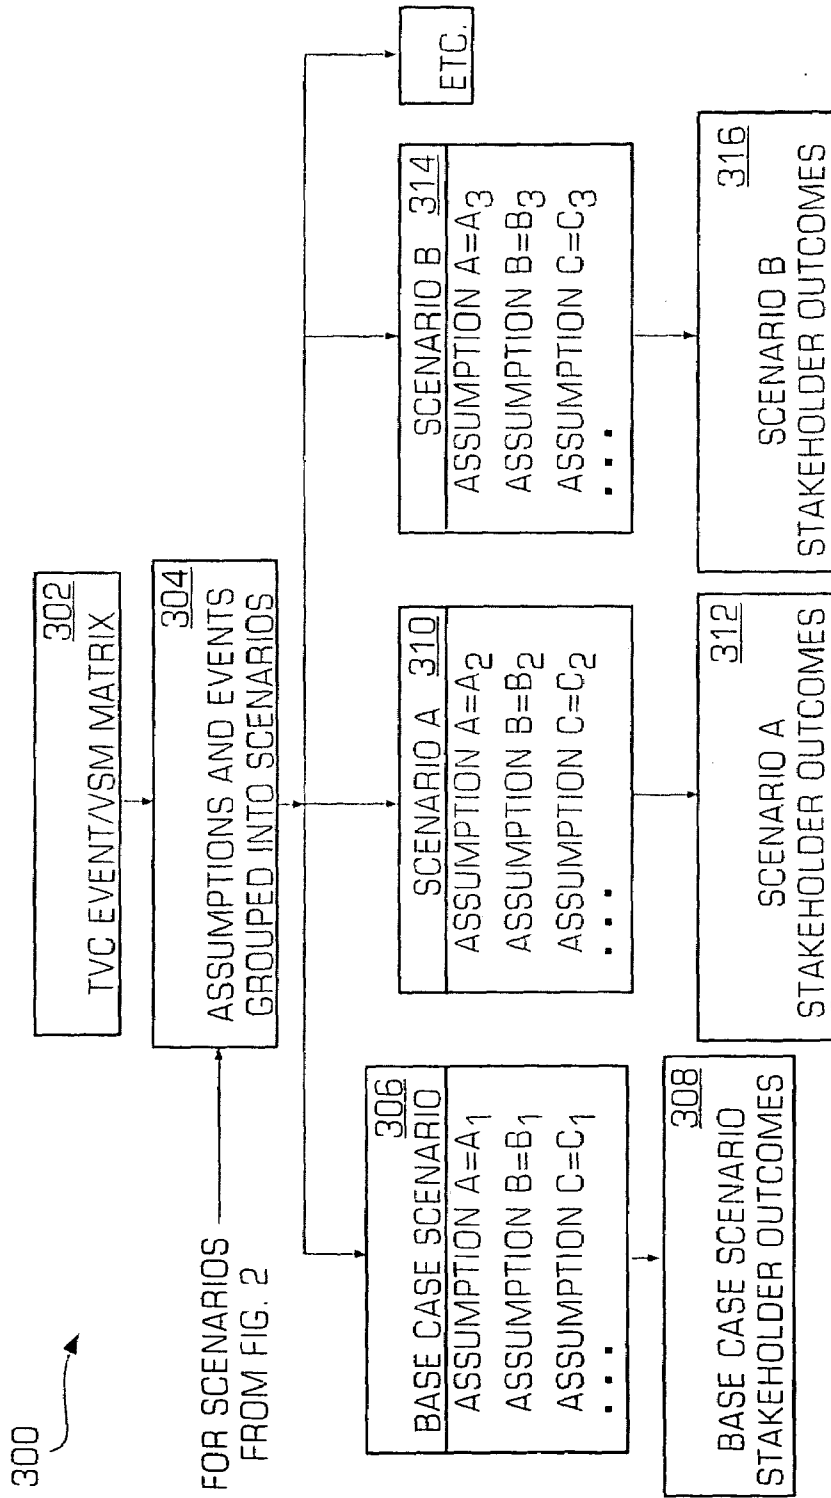 300
302
TVC EVENT/VSM MATRIX
FOR SCENARIOS
FROM FIG. 2
304
ASSUMPTIONS AND EVENTS
GROUPED INTO SCENARIOS
306
BASE CASE SCENARIO
ASSUMPTION A=A1
ASSUMPTION B=B1
ASSUMPTION C=C1
...
308
BASE CASE SCENARIO
STAKEHOLDER OUTCOMES
SCENARIO A 310
ASSUMPTION A=A2
ASSUMPTION B=B2
ASSUMPTION C=C2
...
312
SCENARIO A
STAKEHOLDER OUTCOMES
SCENARIO B 314
ASSUMPTION A=A3
ASSUMPTION B=B3
ASSUMPTION C=C3
...
316
SCENARIO B
STAKEHOLDER OUTCOMES
ETC.